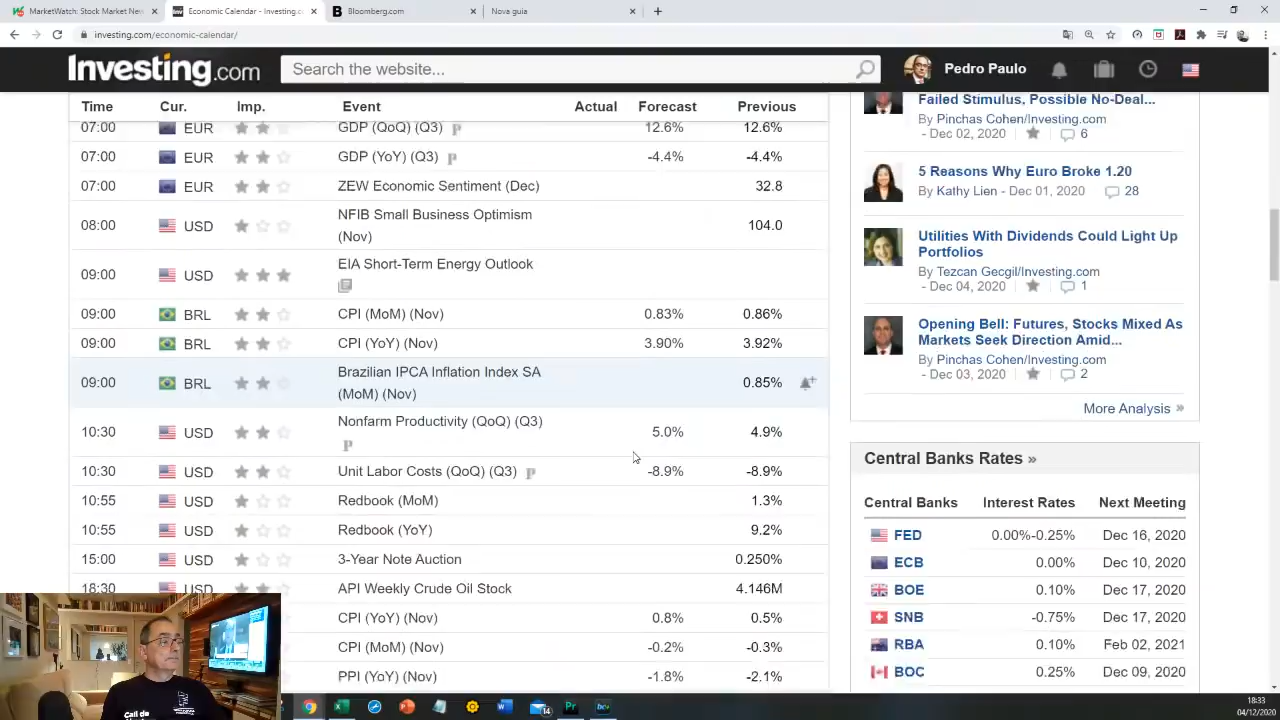 MarketWatch: Stock Market Ne
Economic Calendar - Investing.c
Bloomberg.com
Nova guia
investing.com/economic-calendar/
Investing.com
Search the website...
Pedro Paulo
Time Cur. Imp. Event Actual Forecast Previous
07:00 EUR GDP (QoQ) (Q3) 12.6% 12.6%
07:00 EUR GDP (YoY) (Q3) -4.4% -4.4%
07:00 EUR ZEW Economic Sentiment (Dec) 32.8
08:00 USD NFIB Small Business Optimism
(Nov) 104.0
09:00 USD EIA Short-Term Energy Outlook
09:00 BRL CPI (MoM) (Nov) 0.83% 0.86%
09:00 BRL CPI (YoY) (Nov) 3.90% 3.92%
09:00 BRL Brazilian IPCA Inflation Index SA
(MoM) (Nov) 0.85%
10:30 USD Nonfarm Productivity (QoQ) (Q3) 5.0% 4.9%
10:30 USD Unit Labor Costs (QoQ) (Q3) -8.9% -8.9%
10:55 USD Redbook (MoM) 1.3%
10:55 USD Redbook (YoY) 9.2%
15:00 USD 3-Year Note Auction 0.250%
18:30 USD API Weekly Crude Oil Stock 4.146M
CPI (YoY) (Nov) 0.8% 0.5%
CPI (MoM) (Nov) -0.2% -0.3%
PPI (YoY) (Nov) -1.8% -2.1%
Failed Stimulus, Possible No-Deal...
By Pinchas Cohen/Investing.com
- Dec 02, 2020 6
5 Reasons Why Euro Broke 1.20
By Kathy Lien - Dec 01, 2020 28
Utilities With Dividends Could Light Up
Portfolios
By Tezcan Gecgil/Investing.com
- Dec 04, 2020 1
Opening Bell: Futures, Stocks Mixed As
Markets Seek Direction Amid...
By Pinchas Cohen/Investing.com
- Dec 03, 2020 2
More Analysis »
Central Banks Rates »
Central Banks Interest Rates Next Meeting
FED 0.00%-0.25% Dec 16, 2020
ECB 0.00% Dec 10, 2020
BOE 0.10% Dec 17, 2020
SNB -0.75% Dec 17, 2020
RBA 0.10% Feb 02, 2021
BOC 0.25% Dec 09, 2020
14
18:33
04/12/2020